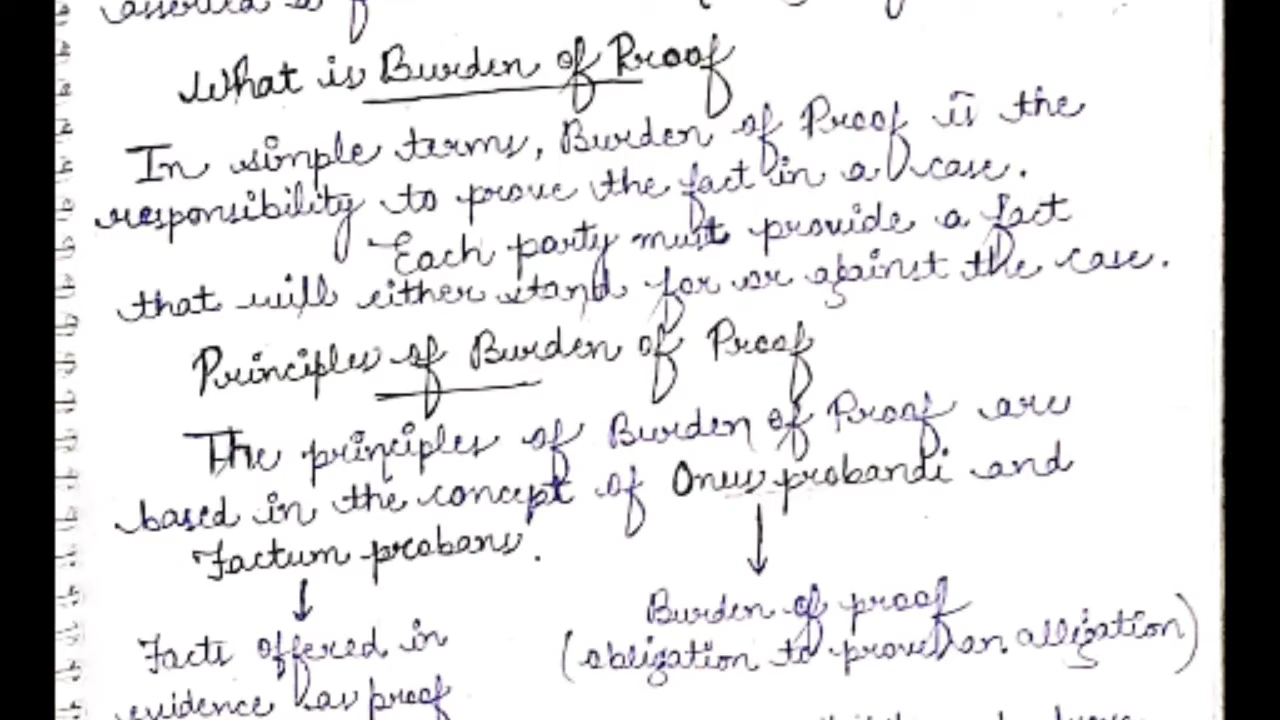 asserted is
What is Burden of Proof
In simple terms, Burden of Proof is the
responsibility to prove the fact in a case.
Each party must provide a fact
that will either stand for or against the case.
Principles of Burden of Proof
The principles of Burden of Proof are
based in the concept of Onus probandi and
Factum probans.
Burden of proof
(obligation to prove an alligation)
Facts offered in
evidence as proof